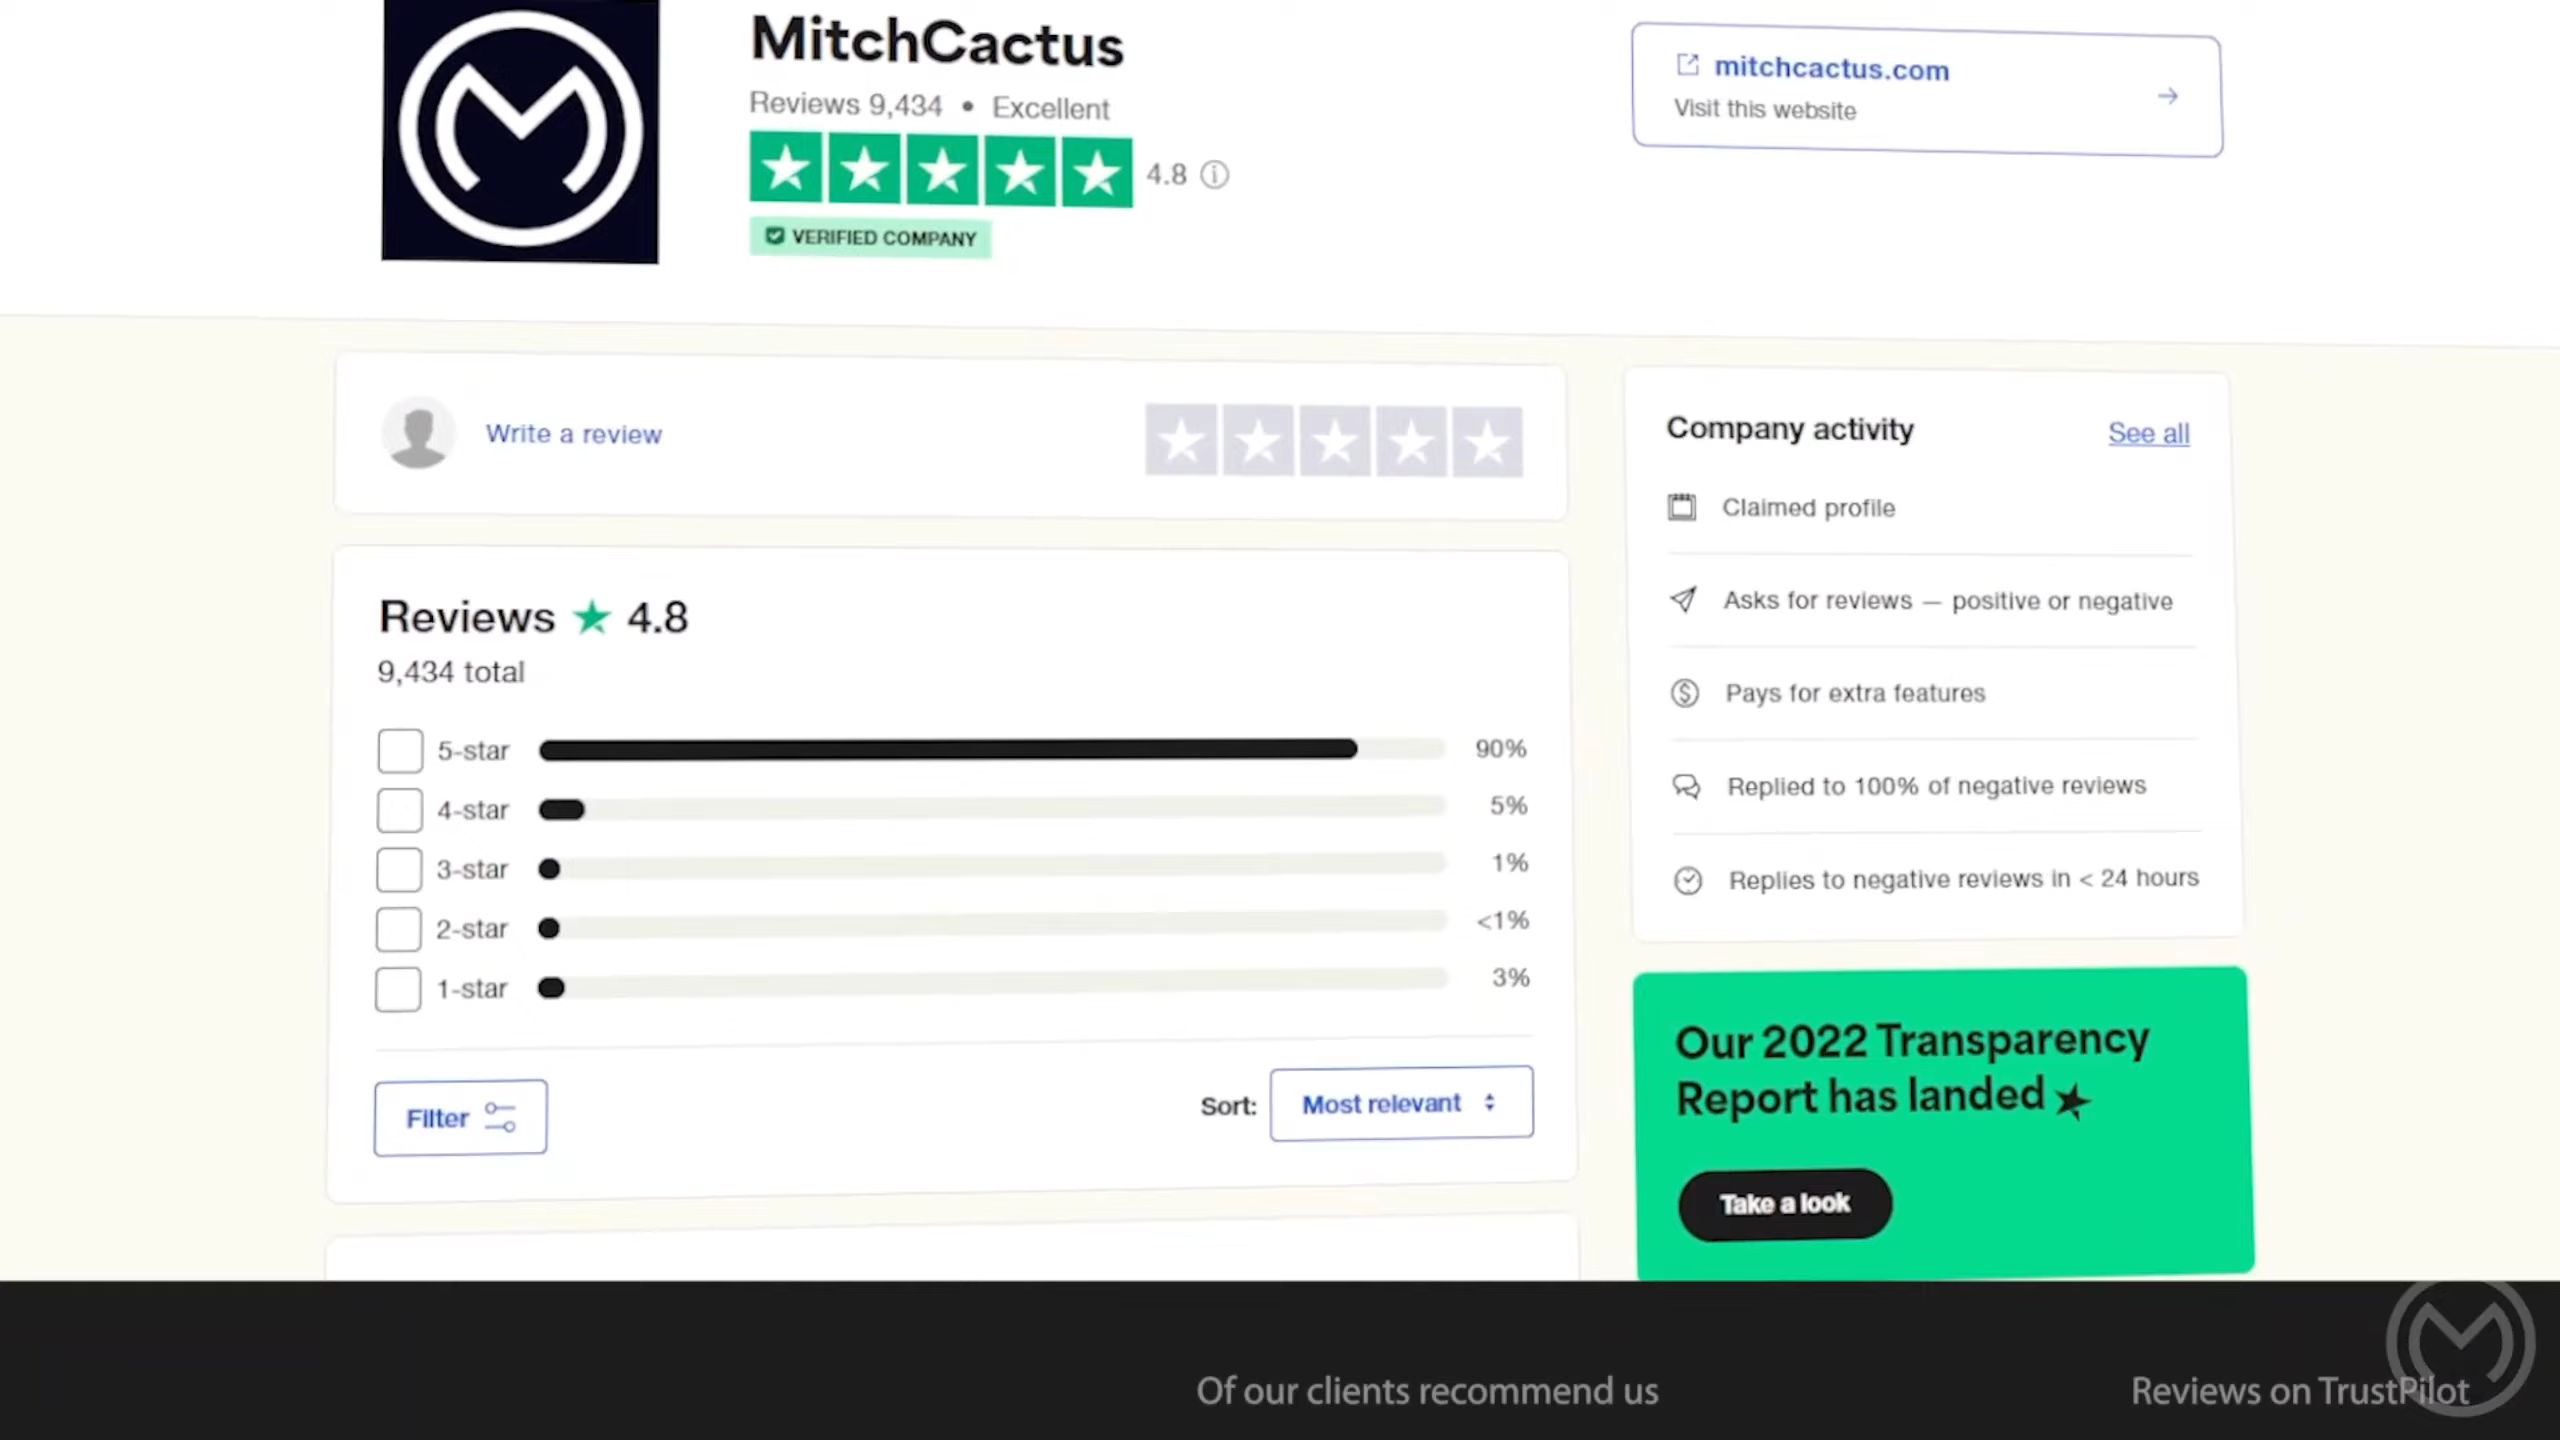 MitchCactus
Reviews 9,434 • Excellent
4.8
VERIFIED COMPANY
mitchcactus.com
Visit this website
Write a review
Company activity
See all
Claimed profile
Asks for reviews — positive or negative
Pays for extra features
Replied to 100% of negative reviews
Replies to negative reviews in < 24 hours
Reviews 4.8
9,434 total
5-star 90%
4-star 5%
3-star 1%
2-star <1%
1-star 3%
Filter
Sort: Most relevant
Our 2022 Transparency
Report has landed
Take a look
Of our clients recommend us
Reviews on TrustPilot